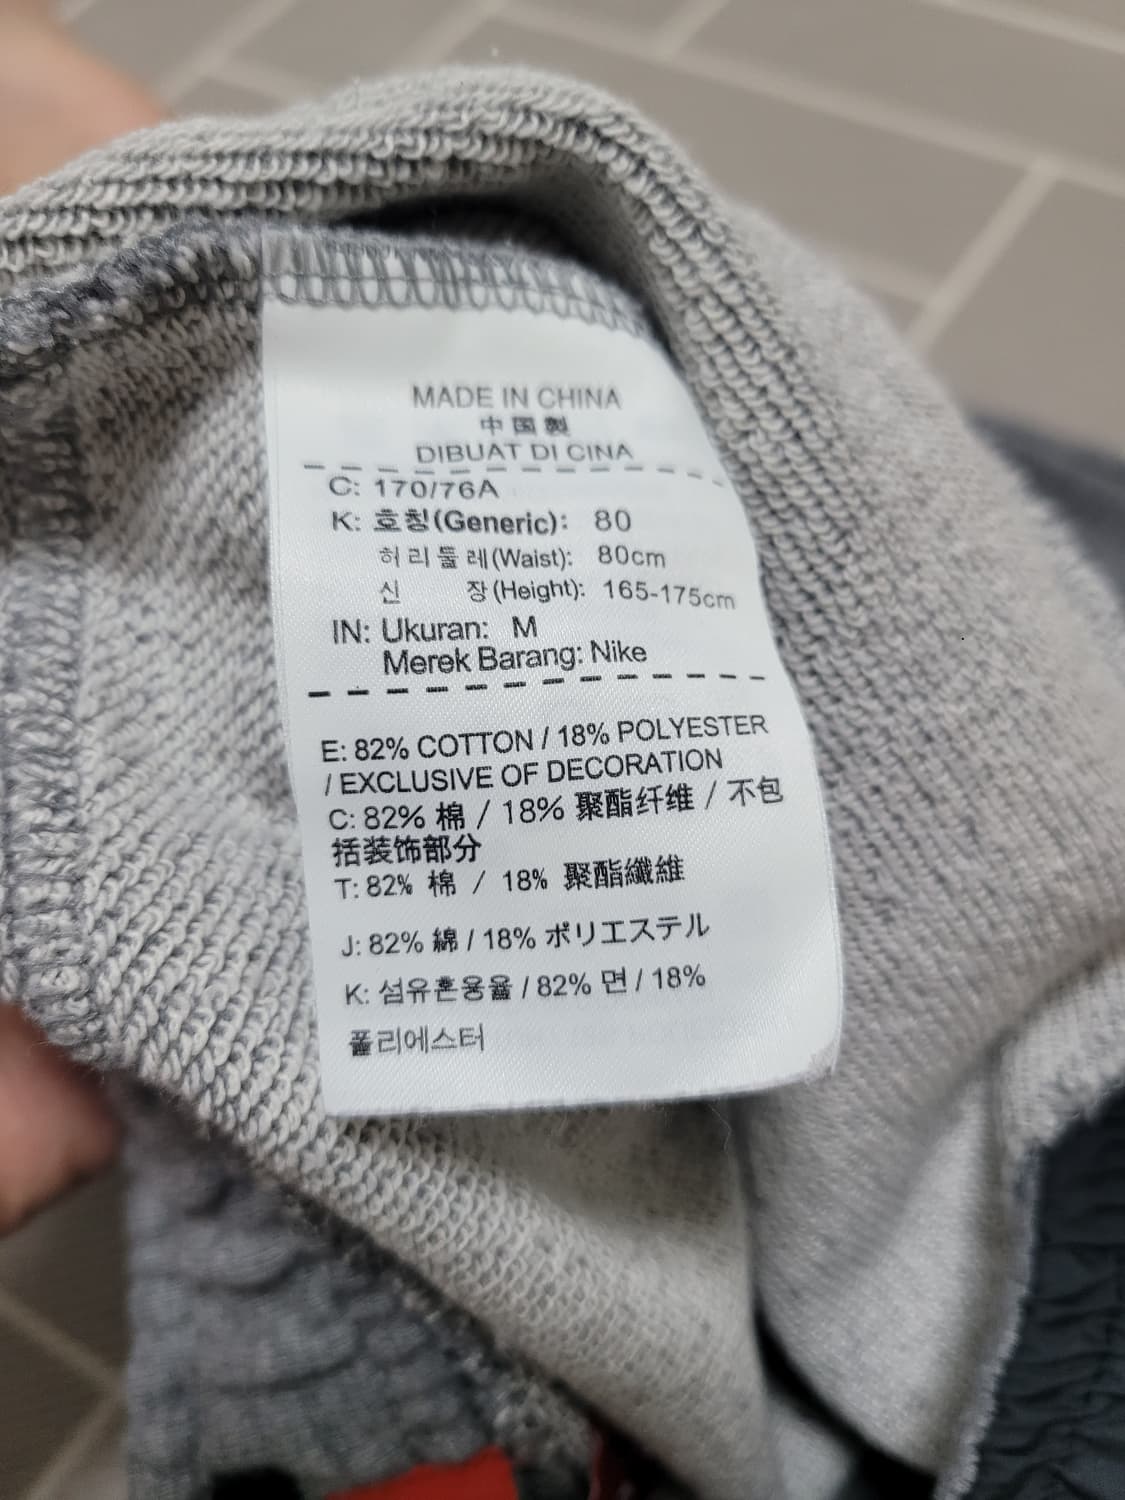 MADE IN CHINA
中国製
DIBUAT DI CINA
C: 170/76A
K: 호칭(Generic): 80
허리둘레(Waist): 80cm
신 장(Height): 165-175cm
IN: Ukuran: M
Merek Barang: Nike
E: 82% COTTON / 18% POLYESTER
/ EXCLUSIVE OF DECORATION
C: 82% 棉 / 18% 聚酯纤维 / 不包
括装饰部分
T: 82% 棉 / 18% 聚酯纖維
J: 82% 綿 / 18% ポリエステル
K: 섬유혼용율 / 82% 면 / 18%
폴리에스터